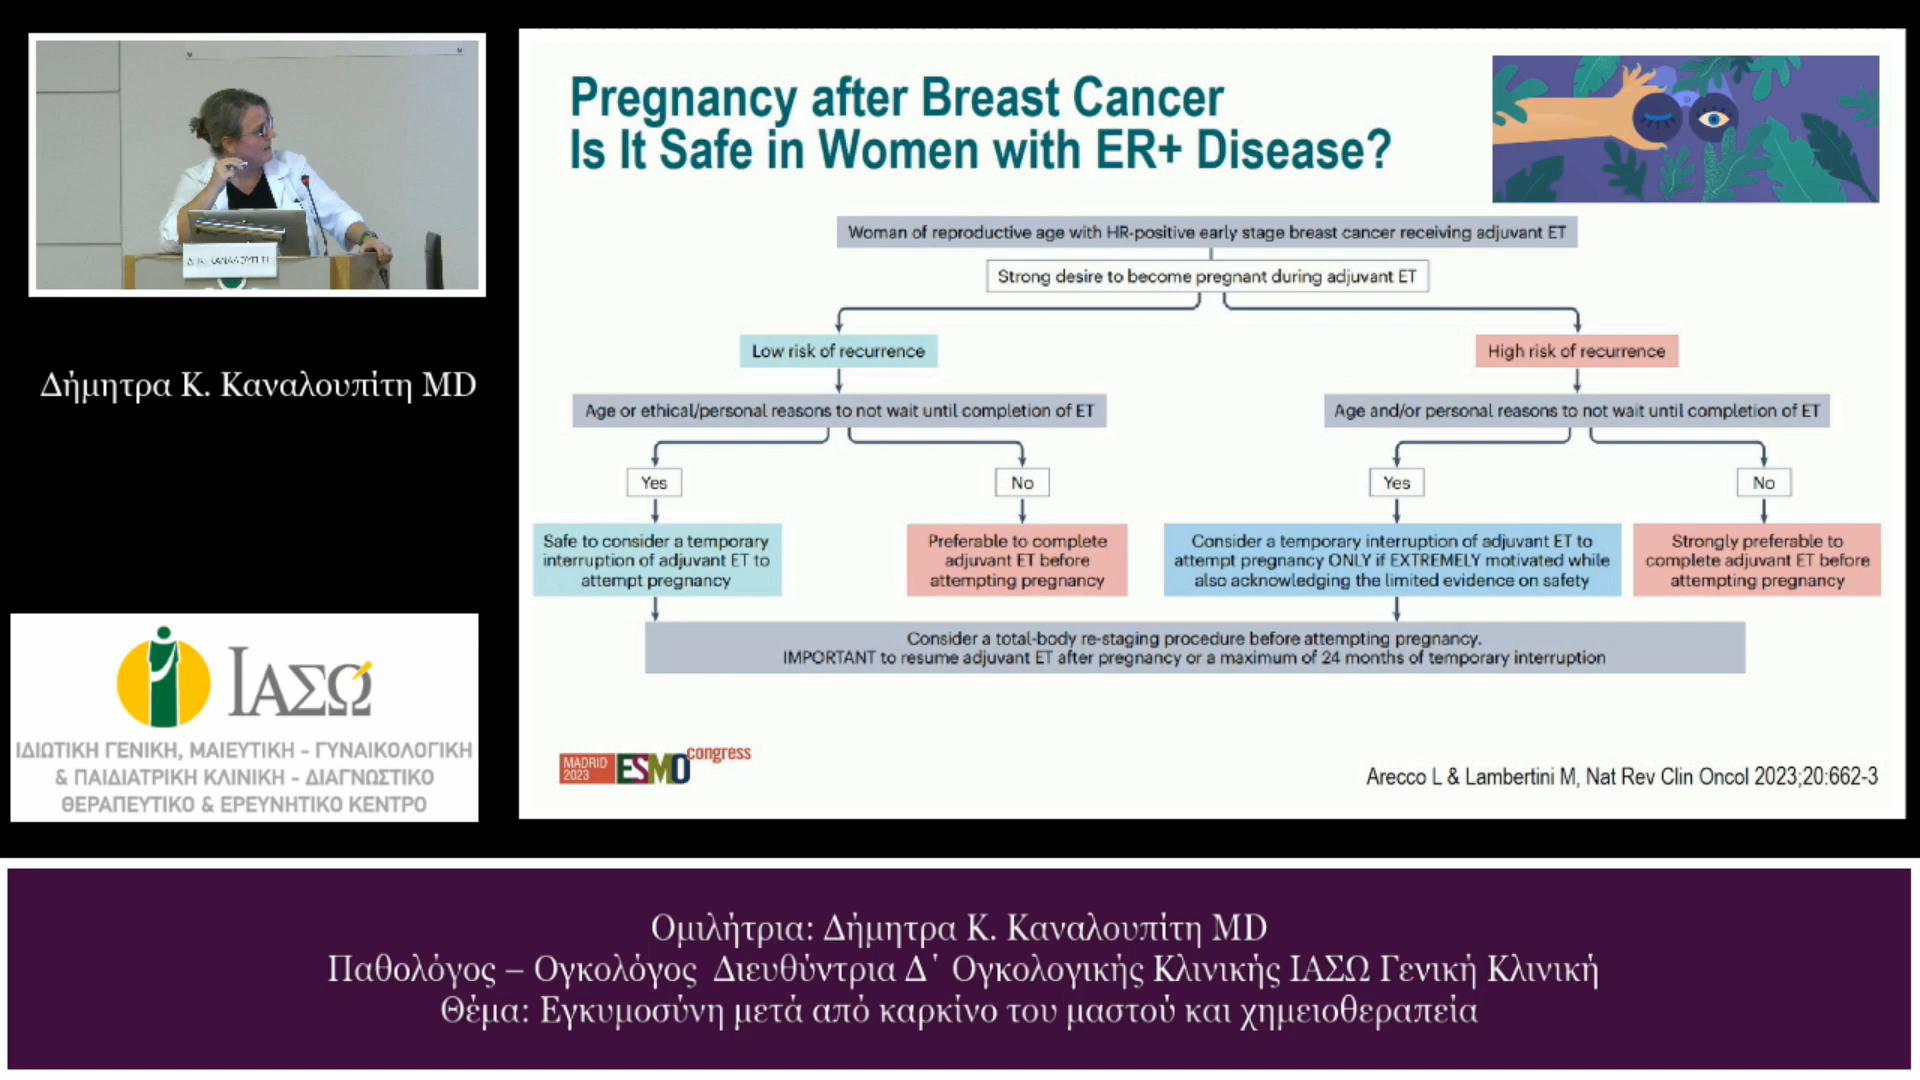 Pregnancy after Breast Cancer
Is It Safe in Women with ER+ Disease?
Woman of reproductive age with HR-positive early stage breast cancer receiving adjuvant ET
Strong desire to become pregnant during adjuvant ET
Low risk of recurrence
High risk of recurrence
Age or ethical/personal reasons to not wait until completion of ET
Age and/or personal reasons to not wait until completion of ET
Yes
No
Yes
No
Safe to consider a temporary
interruption of adjuvant ET to
attempt pregnancy
Preferable to complete
adjuvant ET before
attempting pregnancy
Consider a temporary interruption of adjuvant ET to
attempt pregnancy ONLY if EXTREMELY motivated while
also acknowledging the limited evidence on safety
Strongly preferable to
complete adjuvant ET before
attempting pregnancy
Consider a total-body re-staging procedure before attempting pregnancy.
IMPORTANT to resume adjuvant ET after pregnancy or a maximum of 24 months of temporary interruption
MADRID
2023
ESMO congress
Arecco L & Lambertini M, Nat Rev Clin Oncol 2023;20:662-3
ΚΑΝΑΛΟΥΠΙΤΗ
Δήμητρα Κ. Καναλουπίτη MD
ΙΑΣΩ
ΙΔΙΩΤΙΚΗ ΓΕΝΙΚΗ, ΜΑΙΕΥΤΙΚΗ - ΓΥΝΑΙΚΟΛΟΓΙΚΗ
& ΠΑΙΔΙΑΤΡΙΚΗ ΚΛΙΝΙΚΗ - ΔΙΑΓΝΩΣΤΙΚΟ
ΘΕΡΑΠΕΥΤΙΚΟ & ΕΡΕΥΝΗΤΙΚΟ ΚΕΝΤΡΟ
Ομιλήτρια: Δήμητρα Κ. Καναλουπίτη MD
Παθολόγος – Ογκολόγος Διευθύντρια Δ΄ Ογκολογικής Κλινικής ΙΑΣΩ Γενική Κλινική
Θέμα: Εγκυμοσύνη μετά από καρκίνο του μαστού και χημειοθεραπεία